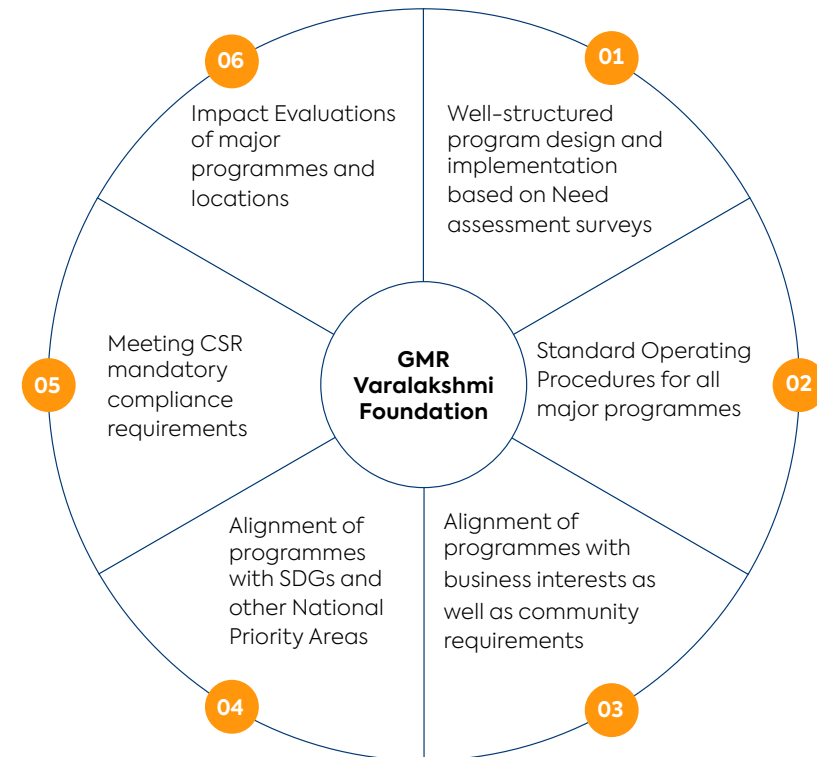 01
Well-structured
program design and
implementation
based on Need
assessment surveys
02
Standard Operating
Procedures for all
major programmes
03
Alignment of
programmes with
business interests as
well as community
requirements
04
Alignment of
programmes
with SDGs and
other National
Priority Areas
05
Meeting CSR
mandatory
compliance
requirements
06
Impact Evaluations
of major
programmes and
locations
GMR
Varalakshmi
Foundation